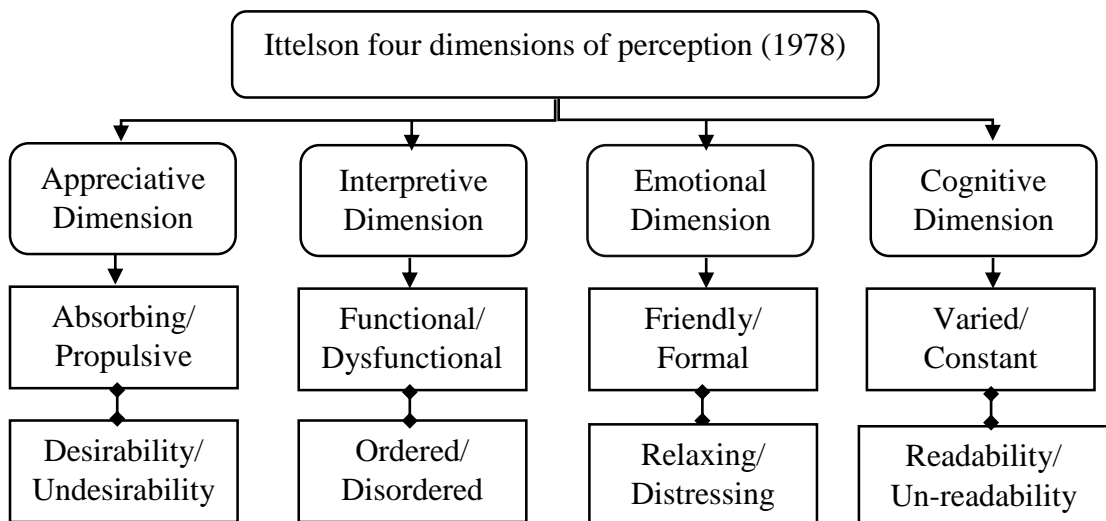 Ittelson four dimensions of perception (1978)
Appreciative
Dimension
Interpretive
Dimension
Emotional
Dimension
Cognitive
Dimension
Absorbing/
Propulsive
Functional/
Dysfunctional
Friendly/
Formal
Varied/
Constant
Desirability/
Undesirability
Ordered/
Disordered
Relaxing/
Distressing
Readability/
Un-readability